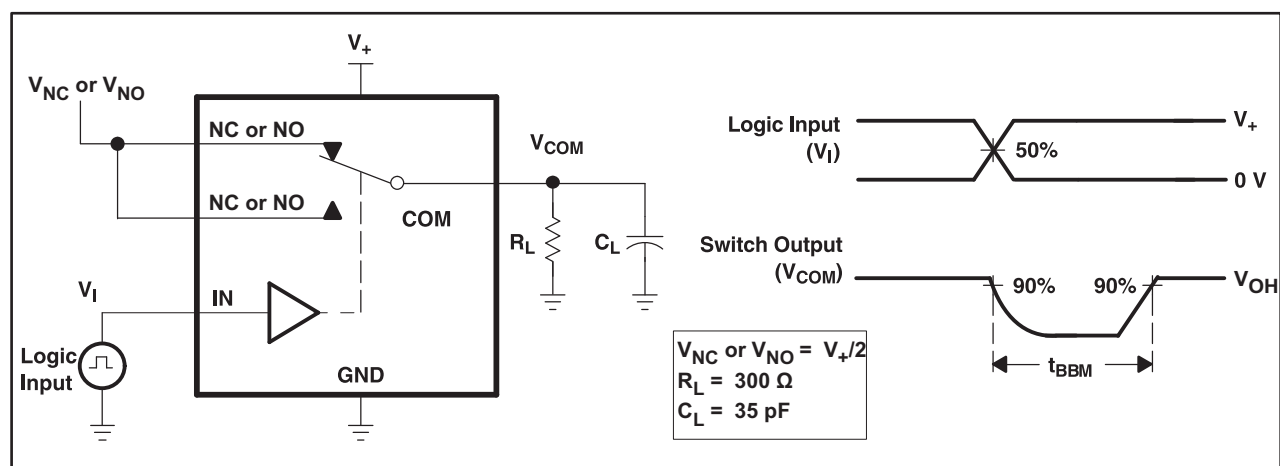 V+
VNC or VNO
NC or NO
VCOM
NC or NO
COM
RL
CL
VI
IN
Logic
Input
GND
VNC or VNO = V+/2
RL = 300 Ω
CL = 35 pF
Logic Input
(VI)
V+
50%
0 V
Switch Output
(VCOM)
90%
90%
VOH
tBBM